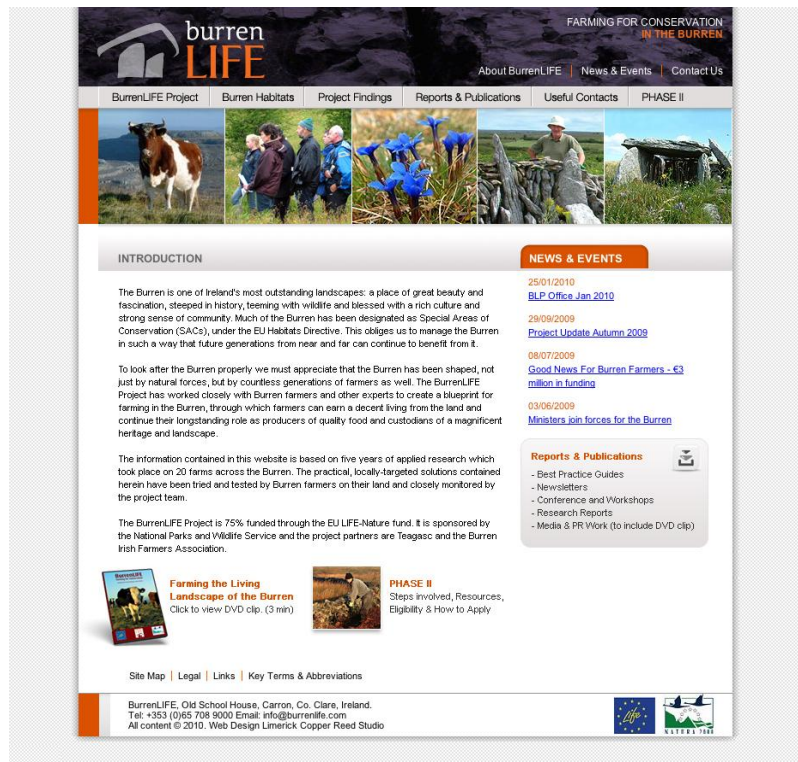 burren
LIFE
FARMING FOR CONSERVATION
IN THE BURREN
About BurrenLIFE | News & Events | Contact Us
BurrenLIFE Project Burren Habitats Project Findings Reports & Publications Useful Contacts PHASE II
INTRODUCTION
The Burren is one of Ireland's most outstanding landscapes: a place of great beauty and
fascination, steeped in history, teeming with wildlife and blessed with a rich culture and
strong sense of community. Much of the Burren has been designated as Special Areas of
Conservation (SACs), under the EU Habitats Directive. This obliges us to manage the Burren
in such a way that future generations from near and far can continue to benefit from it.
To look after the Burren properly we must appreciate that the Burren has been shaped, not
just by natural forces, but by countless generations of farmers as well. The BurrenLIFE
Project has worked closely with Burren farmers and other experts to create a blueprint for
farming in the Burren, through which farmers can earn a decent living from the land and
continue their longstanding role as producers of quality food and custodians of a magnificent
heritage and landscape.
The information contained in this website is based on five years of applied research which
took place on 20 farms across the Burren. The practical, locally-targeted solutions contained
herein have been tried and tested by Burren farmers on their land and closely monitored by
the project team.
The BurrenLIFE Project is 75% funded through the EU LIFE-Nature fund. It is sponsored by
the National Parks and Wildlife Service and the project partners are Teagasc and the Burren
Irish Farmers Association.
NEWS & EVENTS
25/01/2010
BLP Office Jan 2010
29/09/2009
Project Update Autumn 2009
08/07/2009
Good News For Burren Farmers - €3
million in funding
03/06/2009
Ministers join forces for the Burren
Reports & Publications
- Best Practice Guides
- Newsletters
- Conference and Workshops
- Research Reports
- Media & PR Work (to include DVD clip)
BurrenLIFE
Farming the Living
Landscape of the Burren
Click to view DVD clip. (3 min)
PHASE II
Steps involved, Resources,
Eligibility & How to Apply
Site Map | Legal | Links | Key Terms & Abbreviations
BurrenLIFE, Old School House, Carron, Co. Clare, Ireland.
Tel: +353 (0)65 708 9000 Email: info@burrenlife.com
All content © 2010. Web Design Limerick Copper Reed Studio
Life
NATURA 2000